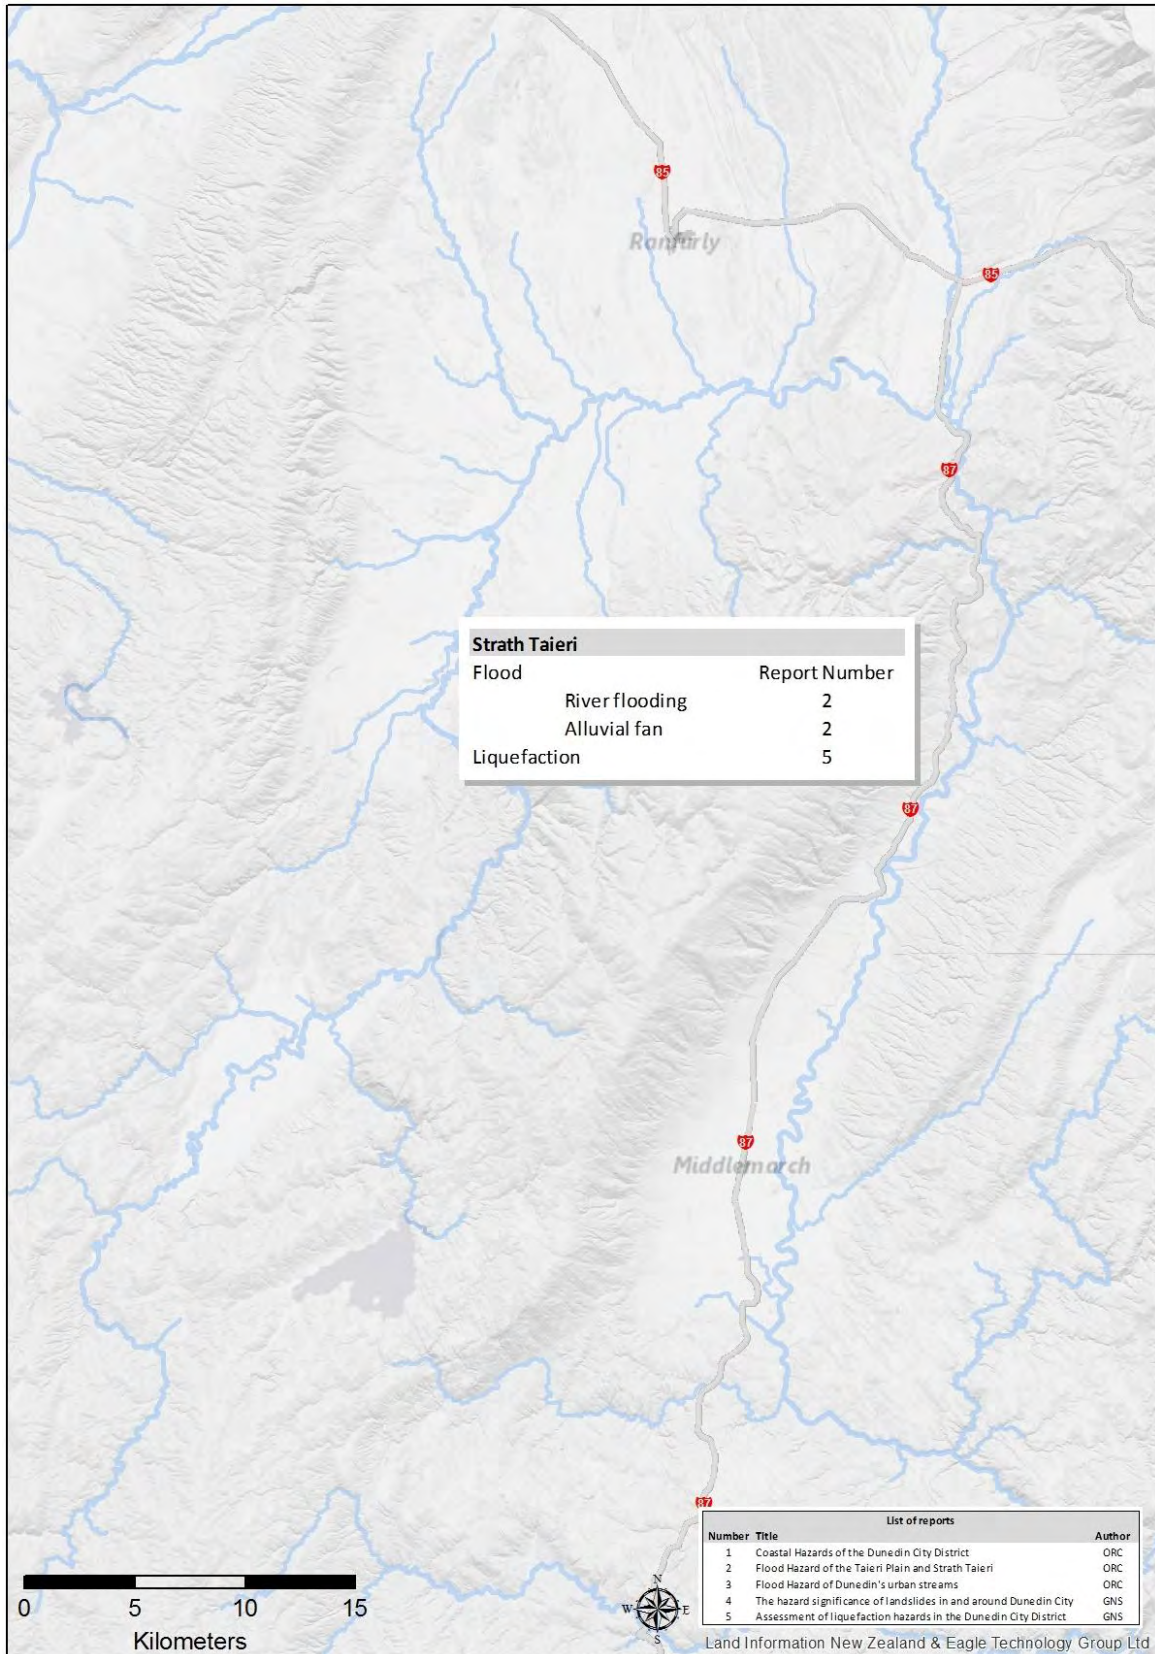 85
Ranfurly
85
87
Strath Taieri
Flood Report Number
River flooding 2
Alluvial fan 2
Liquefaction 5
87
87
Middlemarch
87
List of reports
Number Title Author
1 Coastal Hazards of the Dunedin City District ORC
2 Flood Hazard of the Taieri Plain and Strath Taieri ORC
3 Flood Hazard of Dunedin's urban streams ORC
4 The hazard significance of landslides in and around Dunedin City GNS
5 Assessment of liquefaction hazards in the Dunedin City District GNS
N
W E
S
0 5 10 15
Kilometers
Land Information New Zealand & Eagle Technology Group Ltd